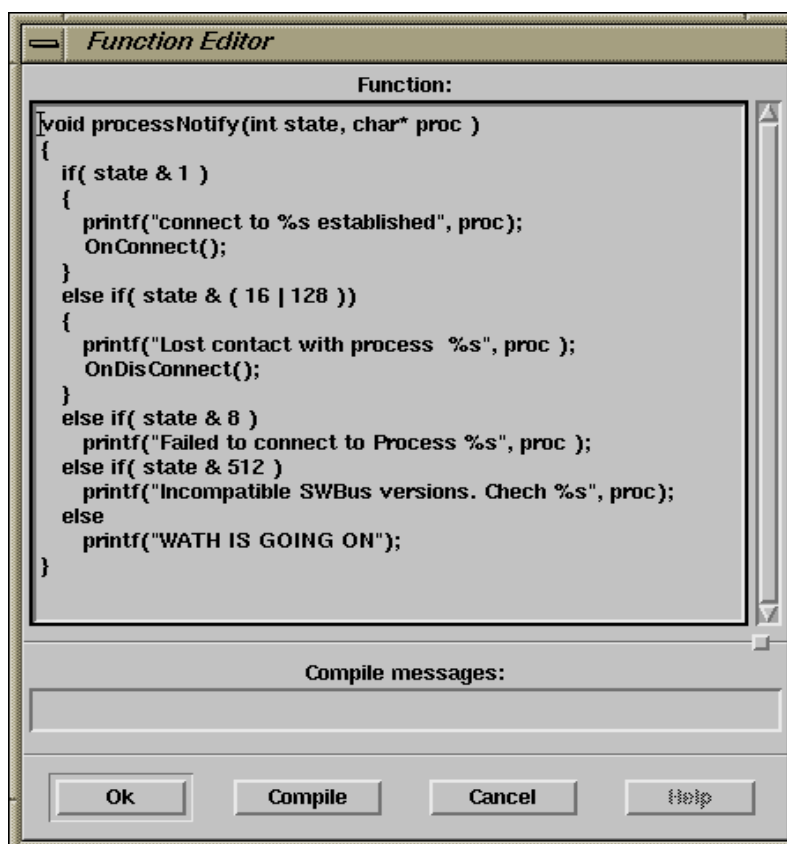 Function Editor
Function:
void processNotify(int state, char* proc )
{
if( state & 1 )
{
printf("connect to %s established", proc);
OnConnect();
}
else if( state & ( 16 | 128 ))
{
printf("Lost contact with process  %s", proc );
OnDisConnect();
}
else if( state & 8 )
printf("Failed to connect to Process %s", proc );
else if( state & 512 )
printf("Incompatible SWBus versions. Chech %s", proc);
else
printf("WATH IS GOING ON");
}
Compile messages:
Ok Compile Cancel Help